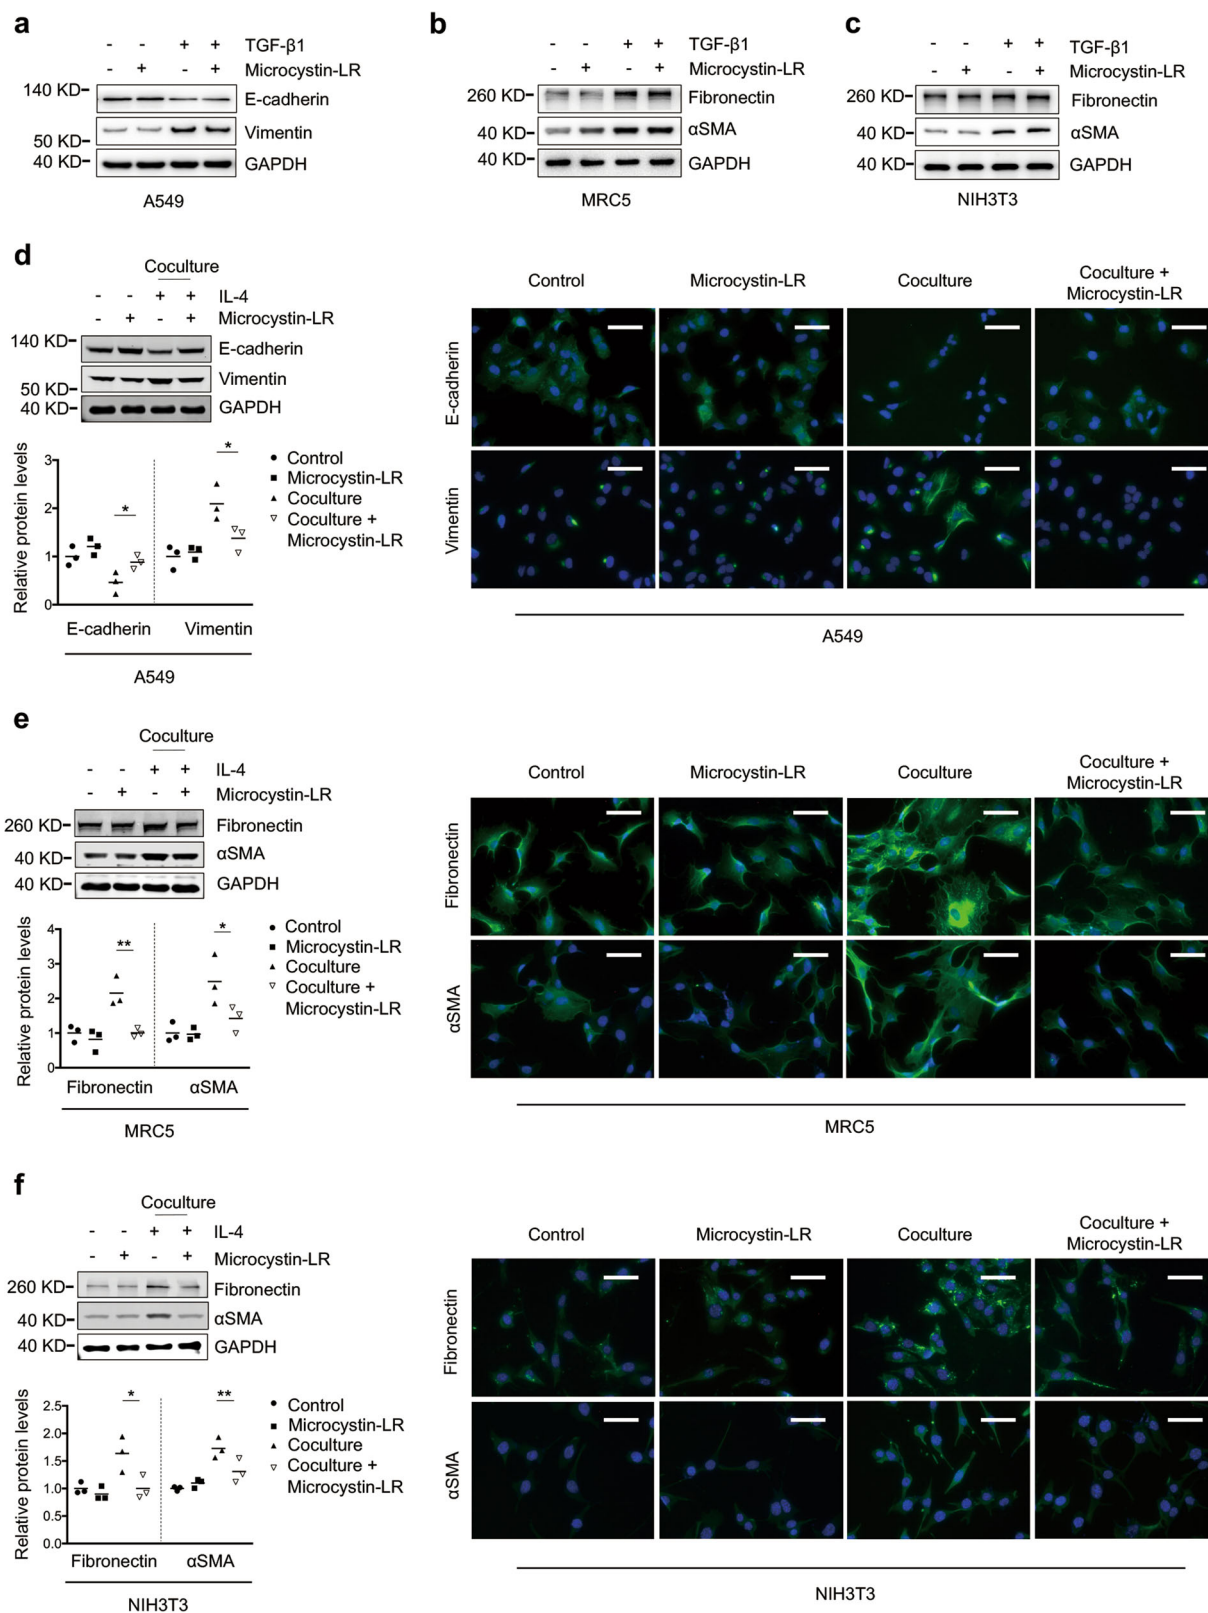 a
- - + + TGF-β1
- + - + Microcystin-LR
140 KD E-cadherin
50 KD Vimentin
40 KD GAPDH
A549
b
- - + + TGF-β1
- + - + Microcystin-LR
260 KD Fibronectin
40 KD αSMA
40 KD GAPDH
MRC5
c
- - + + TGF-β1
- + - + Microcystin-LR
260 KD Fibronectin
40 KD αSMA
40 KD GAPDH
NIH3T3
d
Coculture
- - + + IL-4
- + - + Microcystin-LR
140 KD E-cadherin
50 KD Vimentin
40 KD GAPDH
Relative protein levels
3
2
1
0
* *
Control
Microcystin-LR
Coculture
Coculture +
Microcystin-LR
E-cadherin Vimentin
A549
Control Microcystin-LR Coculture Coculture +
Microcystin-LR
E-cadherin
Vimentin
A549
e
Coculture
- - + + IL-4
- + - + Microcystin-LR
260 KD Fibronectin
40 KD αSMA
40 KD GAPDH
Relative protein levels
4
3
2
1
0
** *
Control
Microcystin-LR
Coculture
Coculture +
Microcystin-LR
Fibronectin αSMA
MRC5
Control Microcystin-LR Coculture Coculture +
Microcystin-LR
Fibronectin
αSMA
MRC5
f
Coculture
- - + + IL-4
- + - + Microcystin-LR
260 KD Fibronectin
40 KD αSMA
40 KD GAPDH
Relative protein levels
2.5
2.0
1.5
1.0
0.5
0.0
* **
Control
Microcystin-LR
Coculture
Coculture +
Microcystin-LR
Fibronectin αSMA
NIH3T3
Control Microcystin-LR Coculture Coculture +
Microcystin-LR
Fibronectin
αSMA
NIH3T3